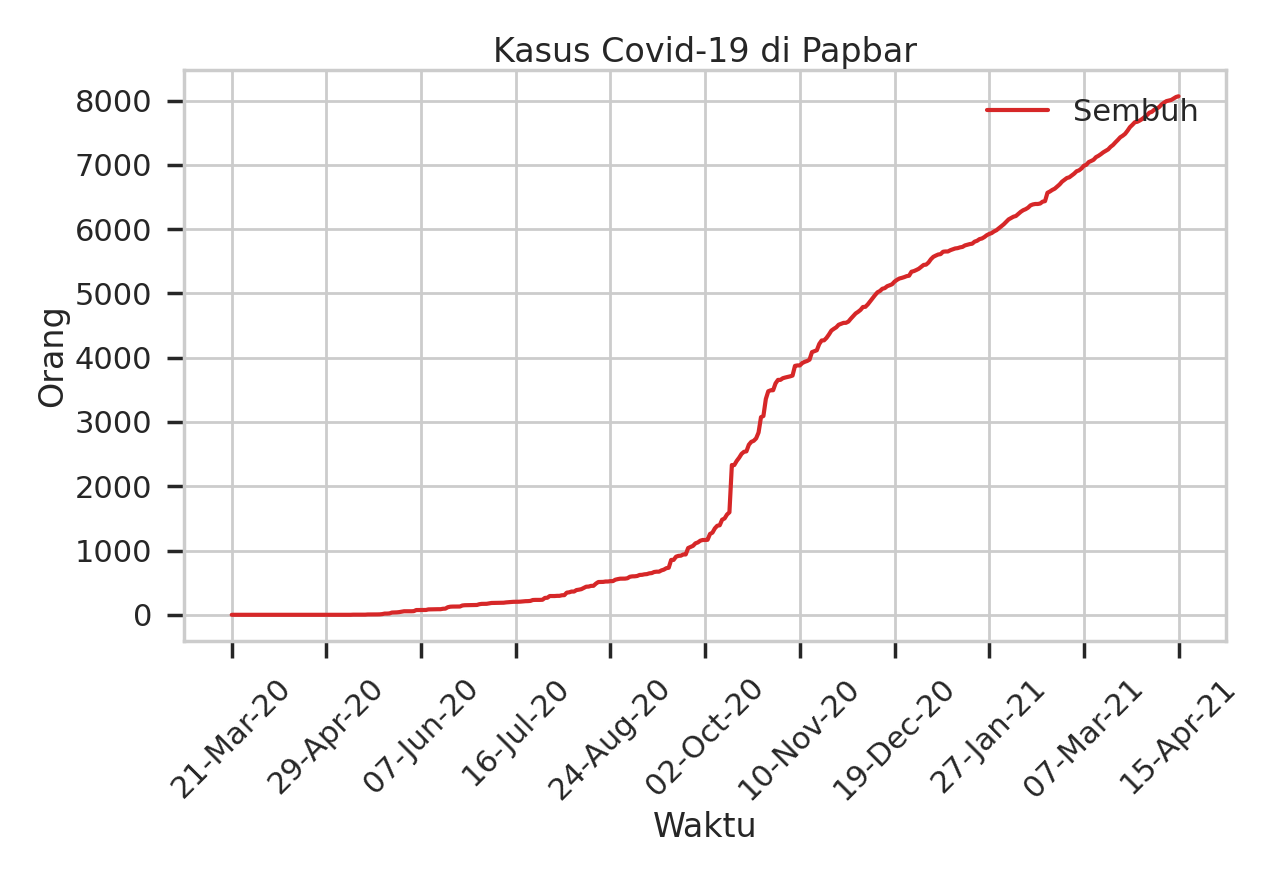 Kasus Covid-19 di Papbar
Sembuh
8000
7000
6000
5000
4000
3000
2000
1000
0
Orang
21-Mar-20
29-Apr-20
07-Jun-20
16-Jul-20
24-Aug-20
02-Oct-20
10-Nov-20
19-Dec-20
27-Jan-21
07-Mar-21
15-Apr-21
Waktu